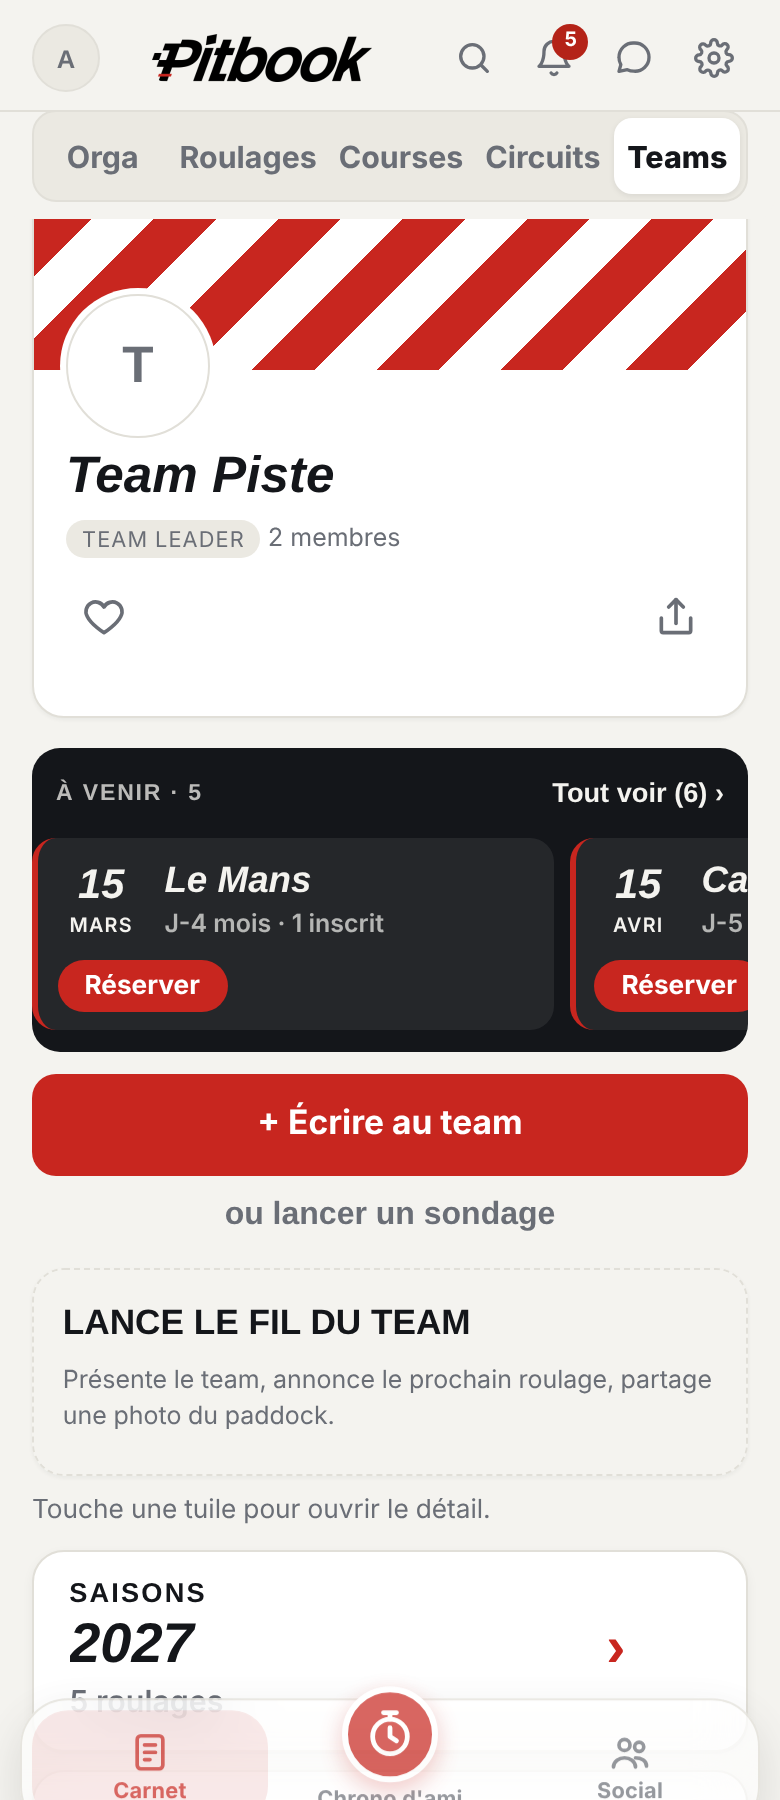 A
Pitbook
5
Orga Roulages Courses Circuits Teams
T
Team Piste
TEAM LEADER 2 membres
À VENIR · 5
Tout voir (6) ›
15 MARS
Le Mans
J-4 mois · 1 inscrit
Réserver
15 AVRI
Ca
J-5
Réserver
+ Écrire au team
ou lancer un sondage
LANCE LE FIL DU TEAM
Présente le team, annonce le prochain roulage, partage
une photo du paddock.
Touche une tuile pour ouvrir le détail.
SAISONS
2027
›
5 roulages
Carnet
Chrono d'ami
Social